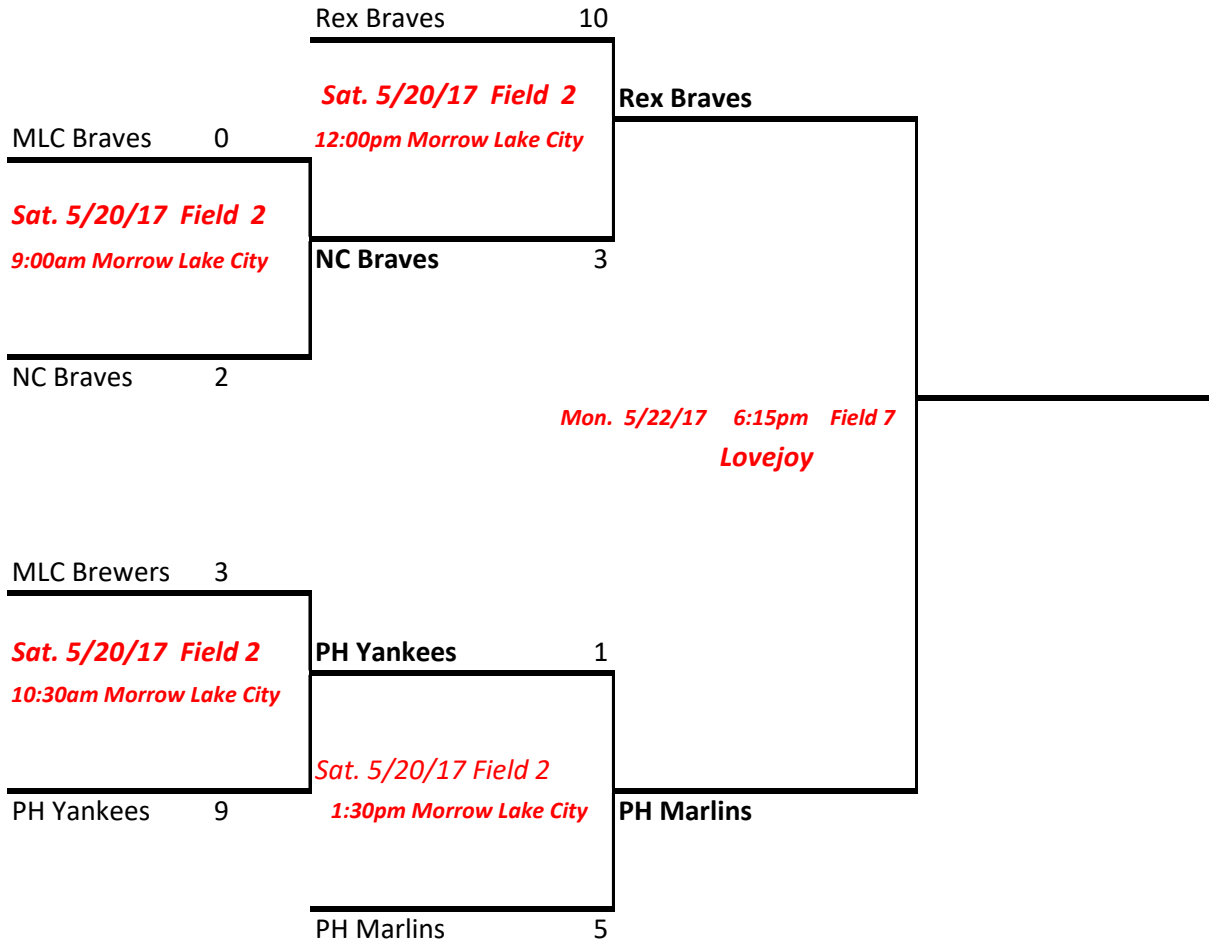 Rex Braves 10
Sat. 5/20/17 Field 2
Rex Braves
MLC Braves 0
12:00pm Morrow Lake City
Sat. 5/20/17 Field 2
9:00am Morrow Lake City
NC Braves 3
NC Braves 2
Mon. 5/22/17 6:15pm Field 7
Lovejoy
MLC Brewers 3
Sat. 5/20/17 Field 2
PH Yankees 1
10:30am Morrow Lake City
Sat. 5/20/17 Field 2
PH Yankees 9
1:30pm Morrow Lake City
PH Marlins
PH Marlins 5